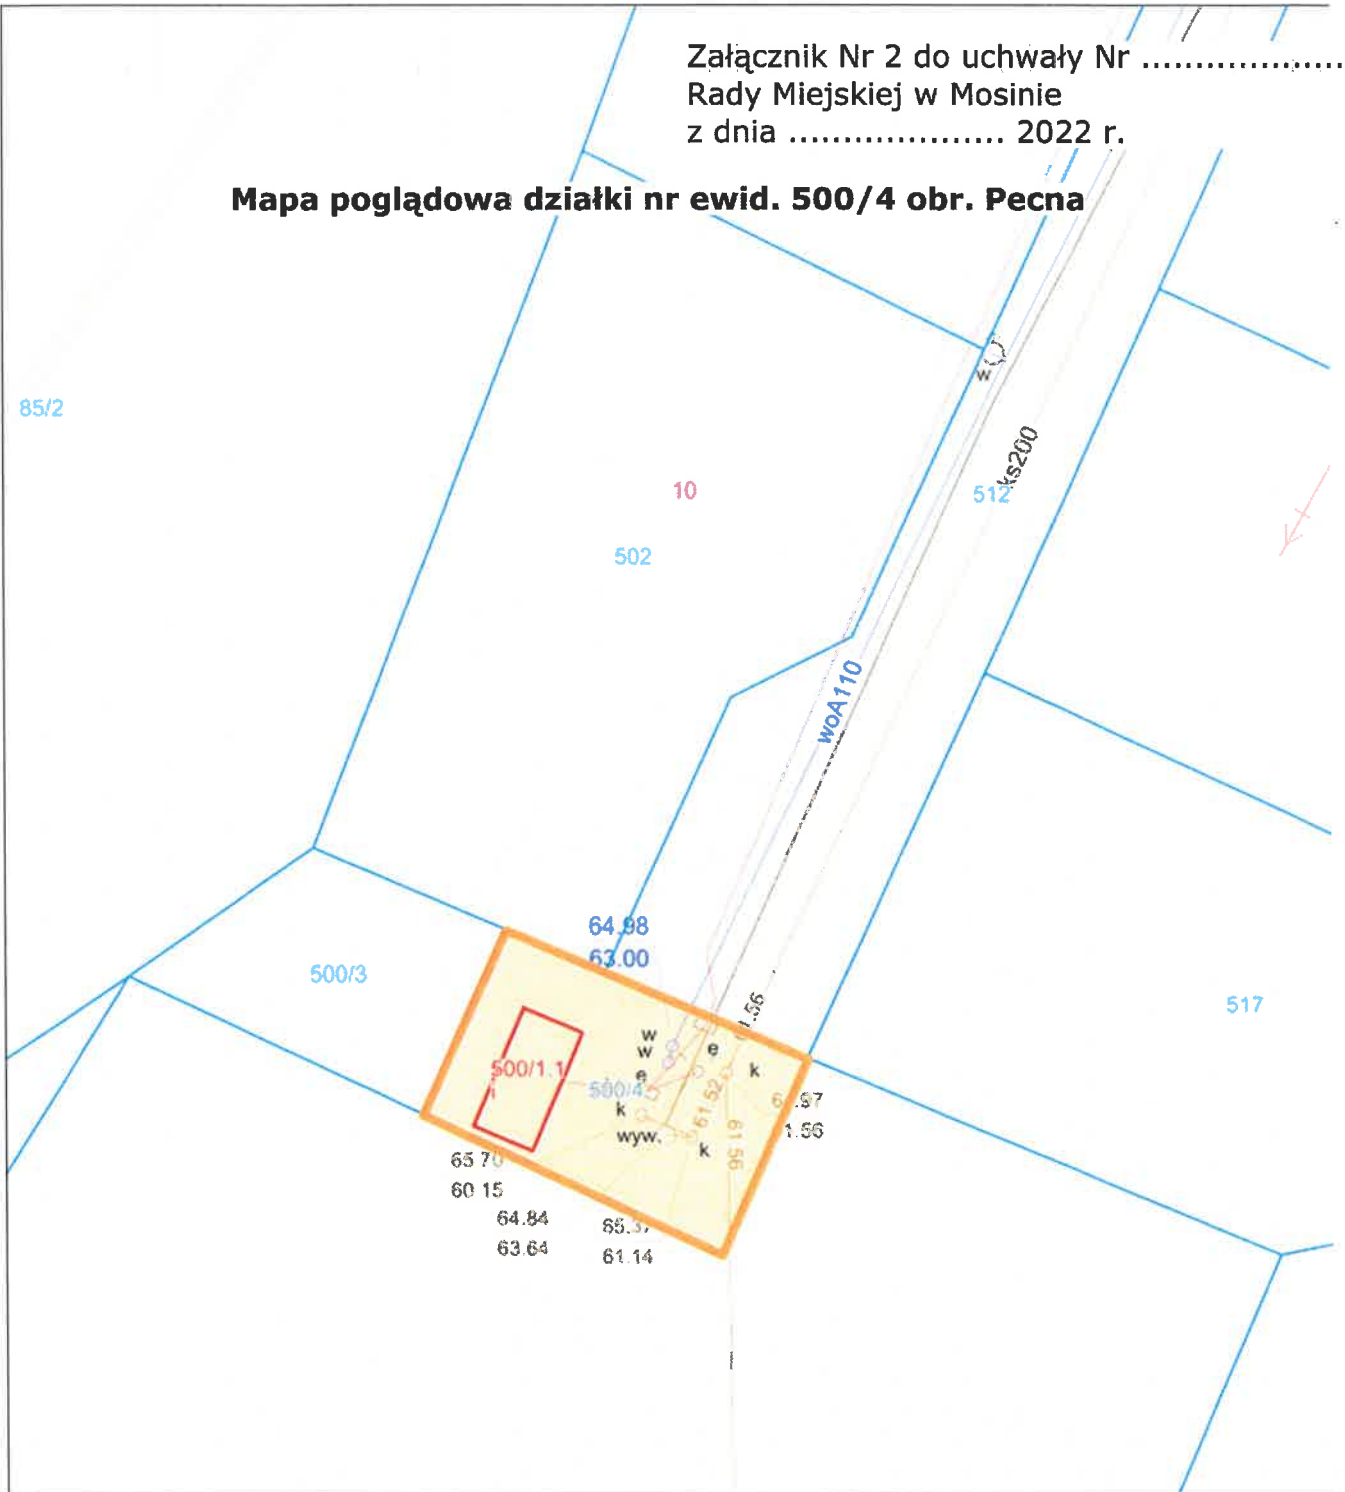 Załącznik Nr 2 do uchwały Nr ...................
Rady Miejskiej w Mosinie
z dnia .................... 2022 r.
Mapa poglądowa działki nr ewid. 500/4 obr. Pecna
85/2
w
ks200
10
512
502
woA110
64.98
63.00
500/3
517
w
w
e
e
k
500/1.1
500/4
k
61 52
wyw.
k
61 56
1.56
65 70
60 15
64.84
63.64
61.14